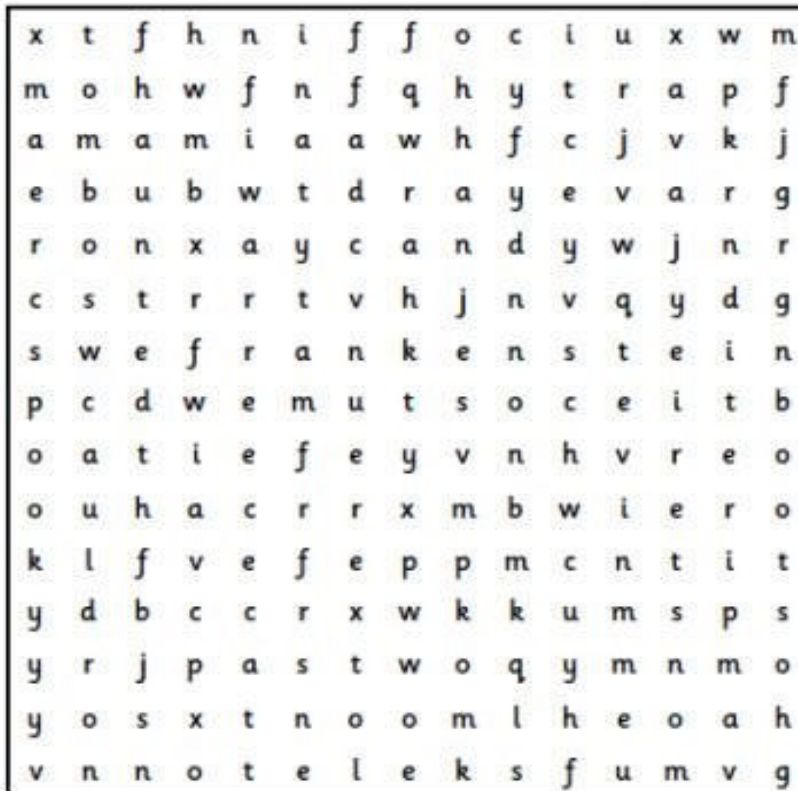 x t f h n i f f o c i u x w m
m o h w f n f q h y t r a p f
a m a m i a a w h f c j v k j
e b u b w t d r a y e v a r g
r o n x a y c a n d y w j n r
c s t r r t v h j n v q y d g
s w e f r a n k e n s t e i n
p c d w e m u t s o c e i t b
o a t i e f e y v n h v r e o
o u h a c r r x m b w i e r o
k l f v e f e p p m c n t i t
y d b c c r x w k k u m s p s
y r j p a s t w o q y m n m o
y o s x t n o o m l h e o a h
v n n o t e l e k s f u m v g